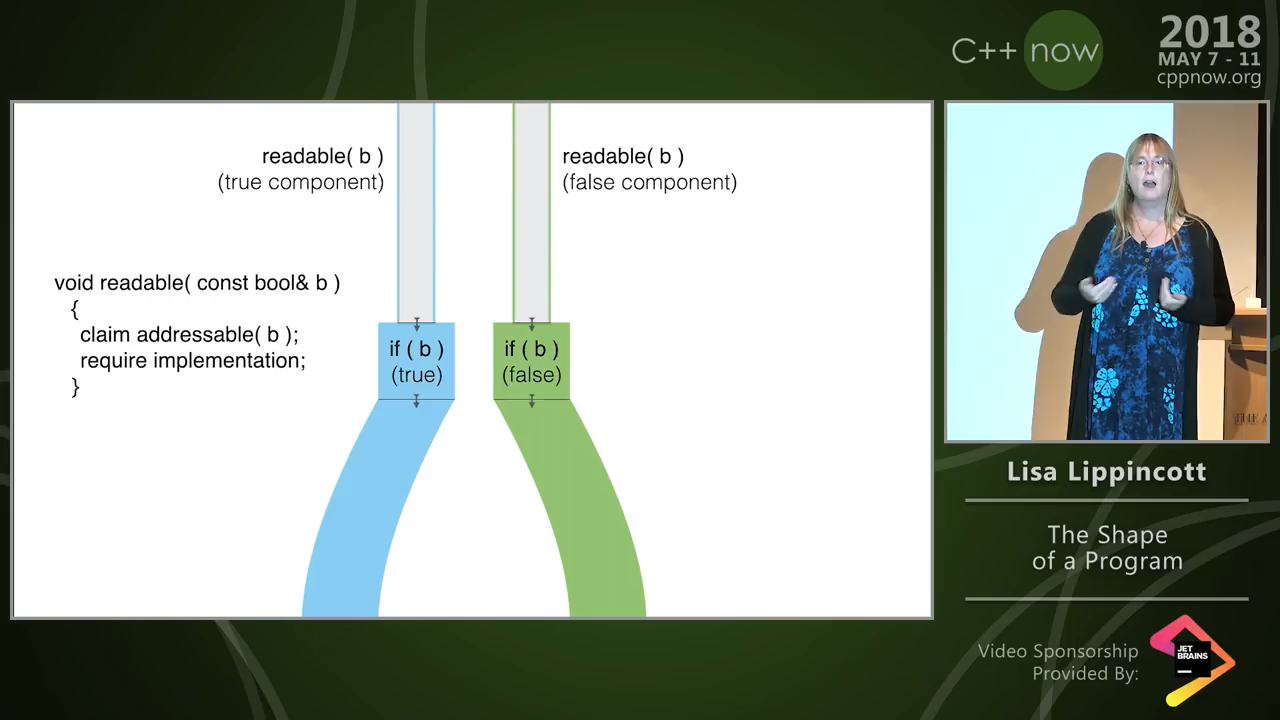 C++ now
2018
MAY 7 - 11
cppnow.org
readable( b )
(true component)
readable( b )
(false component)
void readable( const bool& b )
{
claim addressable( b );
require implementation;
}
if ( b )
(true)
if ( b )
(false)
Lisa Lippincott
The Shape
of a Program
Video Sponsorship
Provided By:
JET
BRAINS